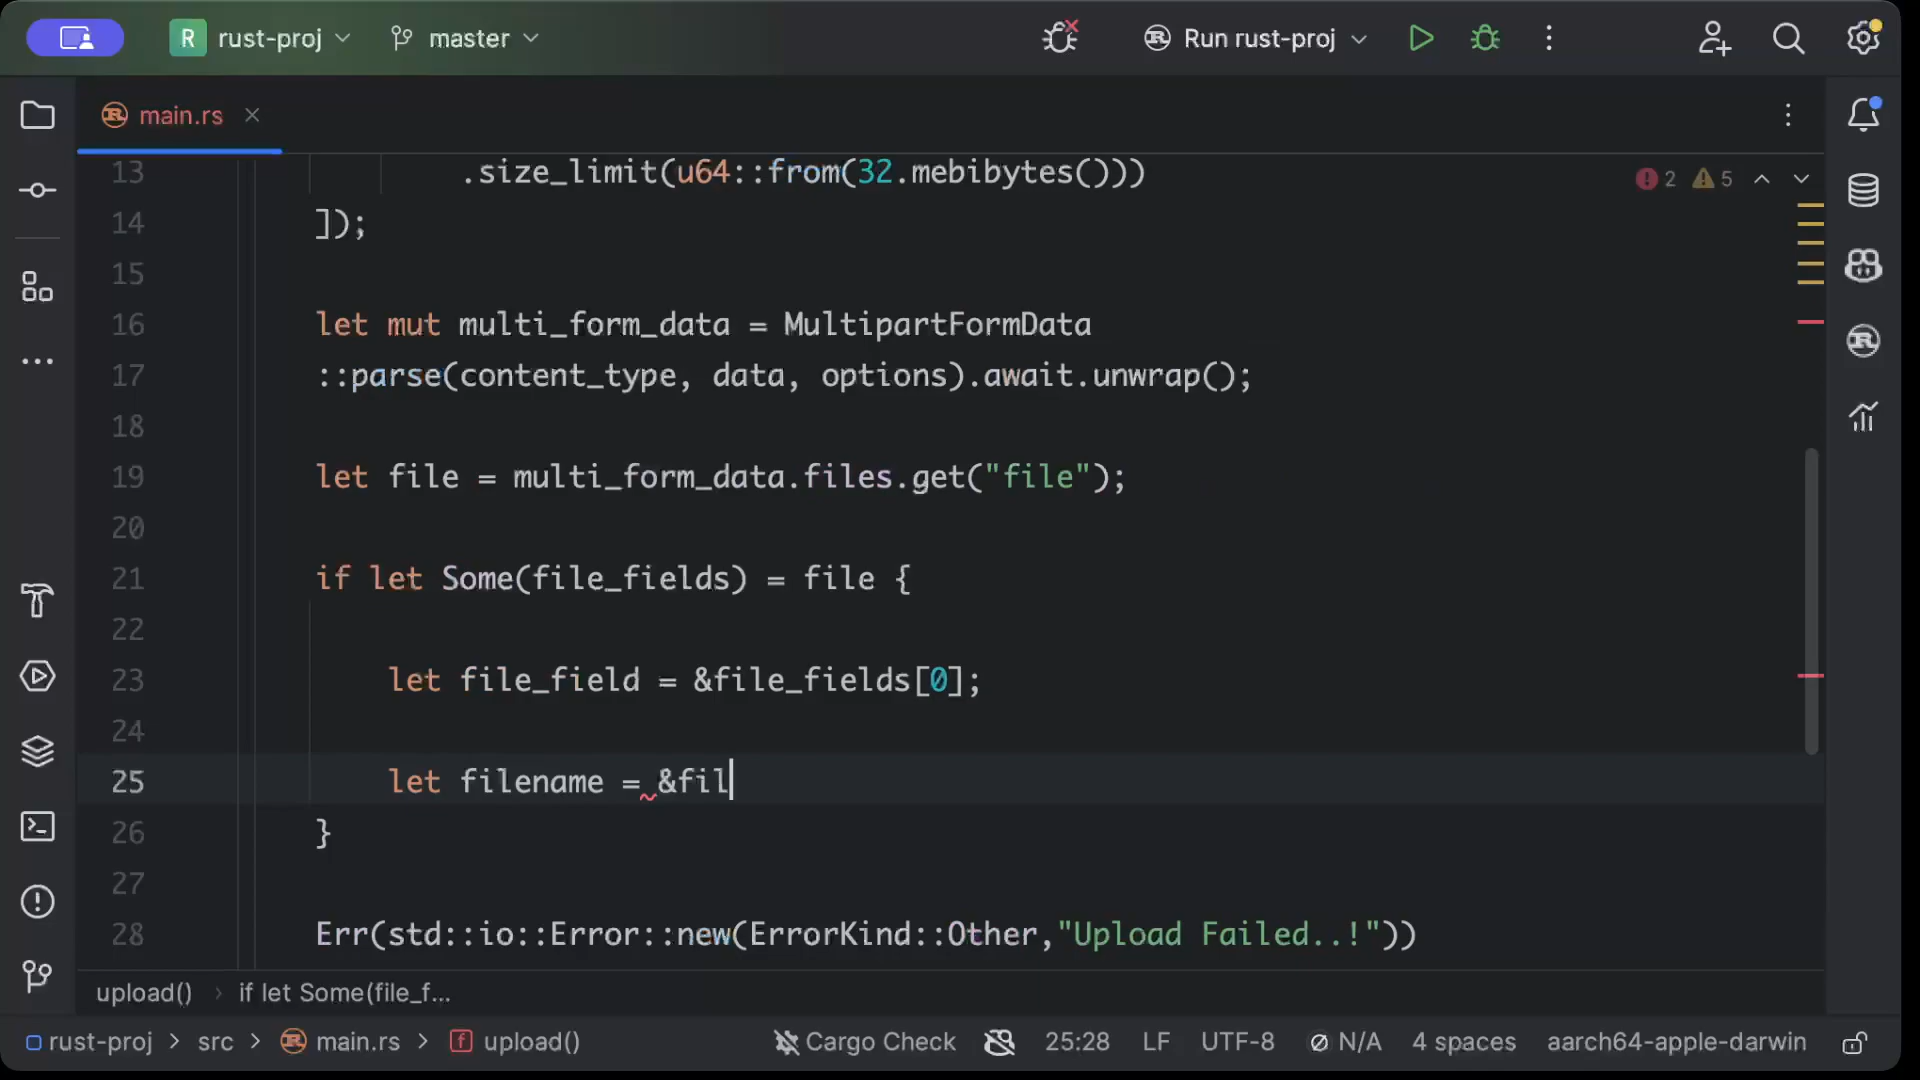 R rust-proj master Run rust-proj
main.rs
13 .size_limit(u64::from(32.mebibytes()))
2 5
14 ]);
15
16 let mut multi_form_data = MultipartFormData
17 ::parse(content_type, data, options).await.unwrap();
18
19 let file = multi_form_data.files.get("file");
20
21 if let Some(file_fields) = file {
22
23 let file_field = &file_fields[0];
24
25 let filename = &fil
26 }
27
28 Err(std::io::Error::new(ErrorKind::Other,"Upload Failed..!"))
upload() › if let Some(file_f...
rust-proj > src > main.rs > f upload() Cargo Check 25:28 LF UTF-8 N/A 4 spaces aarch64-apple-darwin